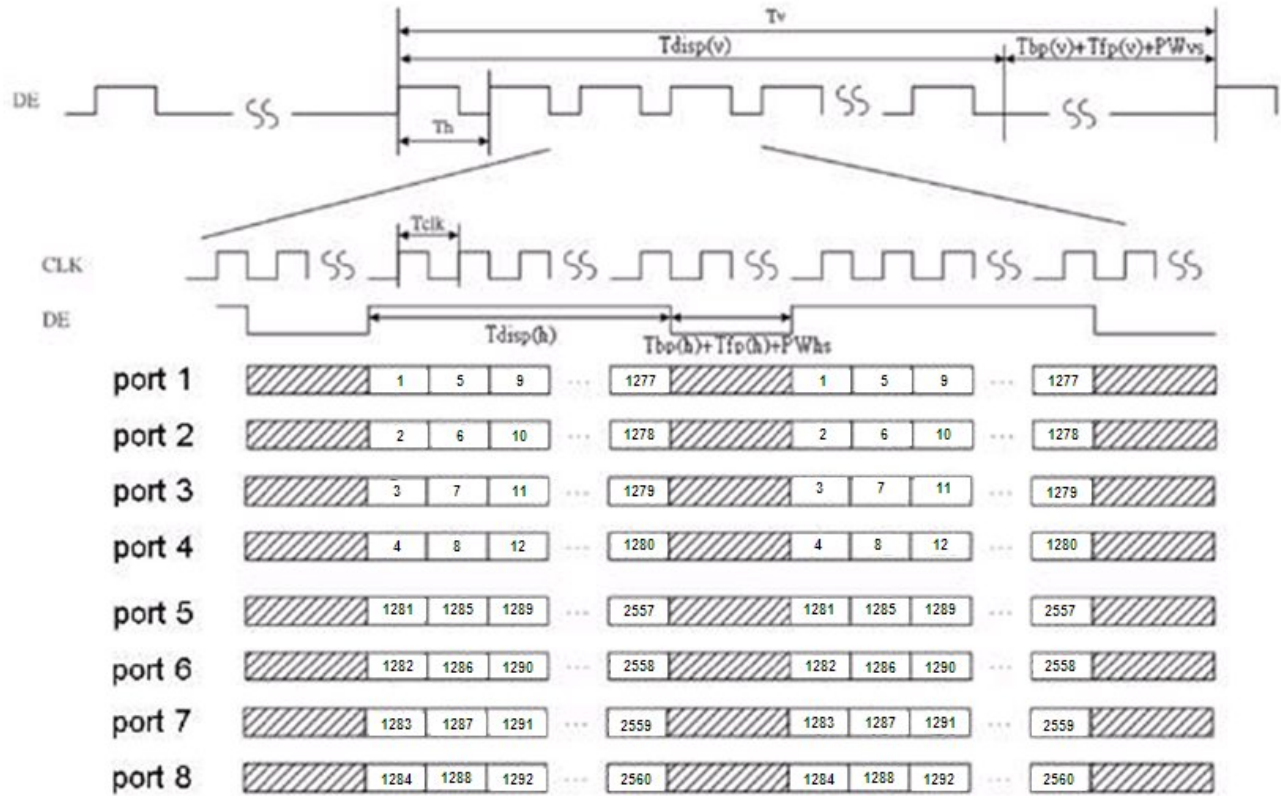 Tv
Tdisp(v)
Tbp(v)+Tfp(v)+PWvs
DE
Th
Tclk
CLK
DE
Tdisp(h)
Tbp(h)+Tfp(h)+PWhs
port 1 1 5 9 ... 1277 1 5 9 ... 1277
port 2 2 6 10 ... 1278 2 6 10 ... 1278
port 3 3 7 11 ... 1279 3 7 11 ... 1279
port 4 4 8 12 ... 1280 4 8 12 ... 1280
port 5 1281 1285 1289 ... 2557 1281 1285 1289 ... 2557
port 6 1282 1286 1290 ... 2558 1282 1286 1290 ... 2558
port 7 1283 1287 1291 ... 2559 1283 1287 1291 ... 2559
port 8 1284 1288 1292 ... 2560 1284 1288 1292 ... 2560